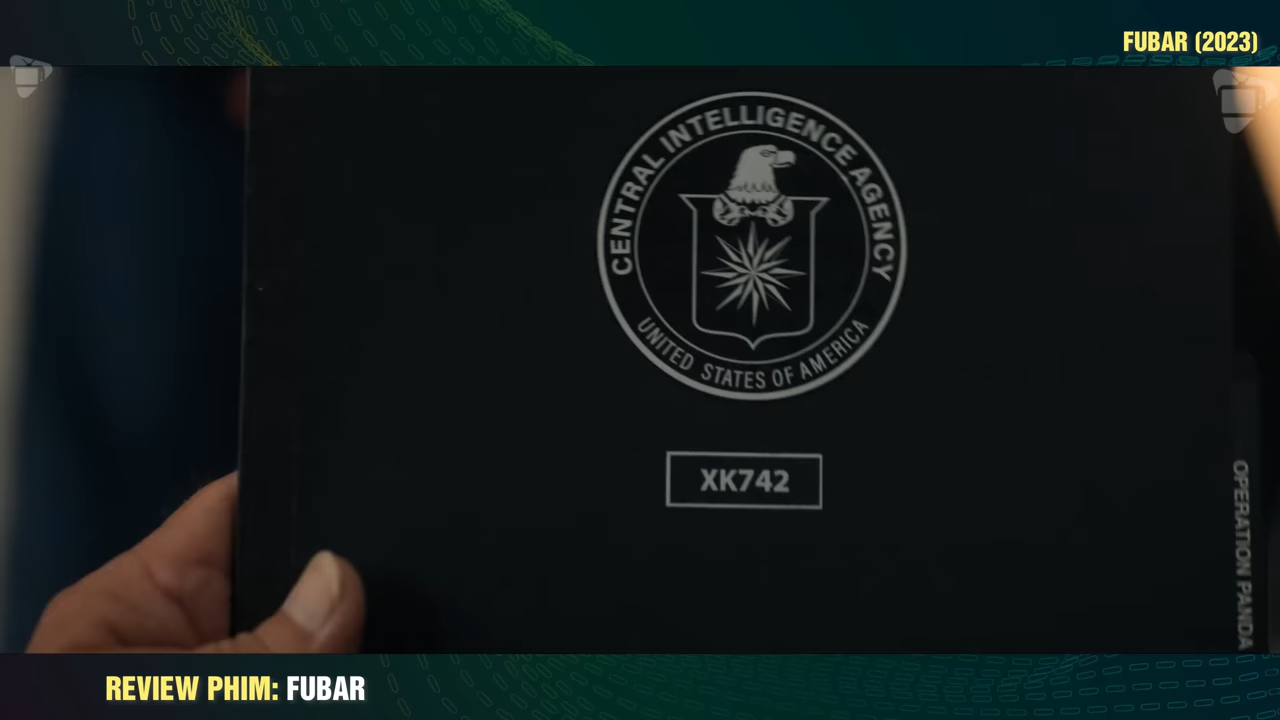 FUBAR (2023)
CENTRAL INTELLIGENCE AGENCY
UNITED STATES OF AMERICA
XK742
OPERATION PANDA
REVIEW PHIM: FUBAR